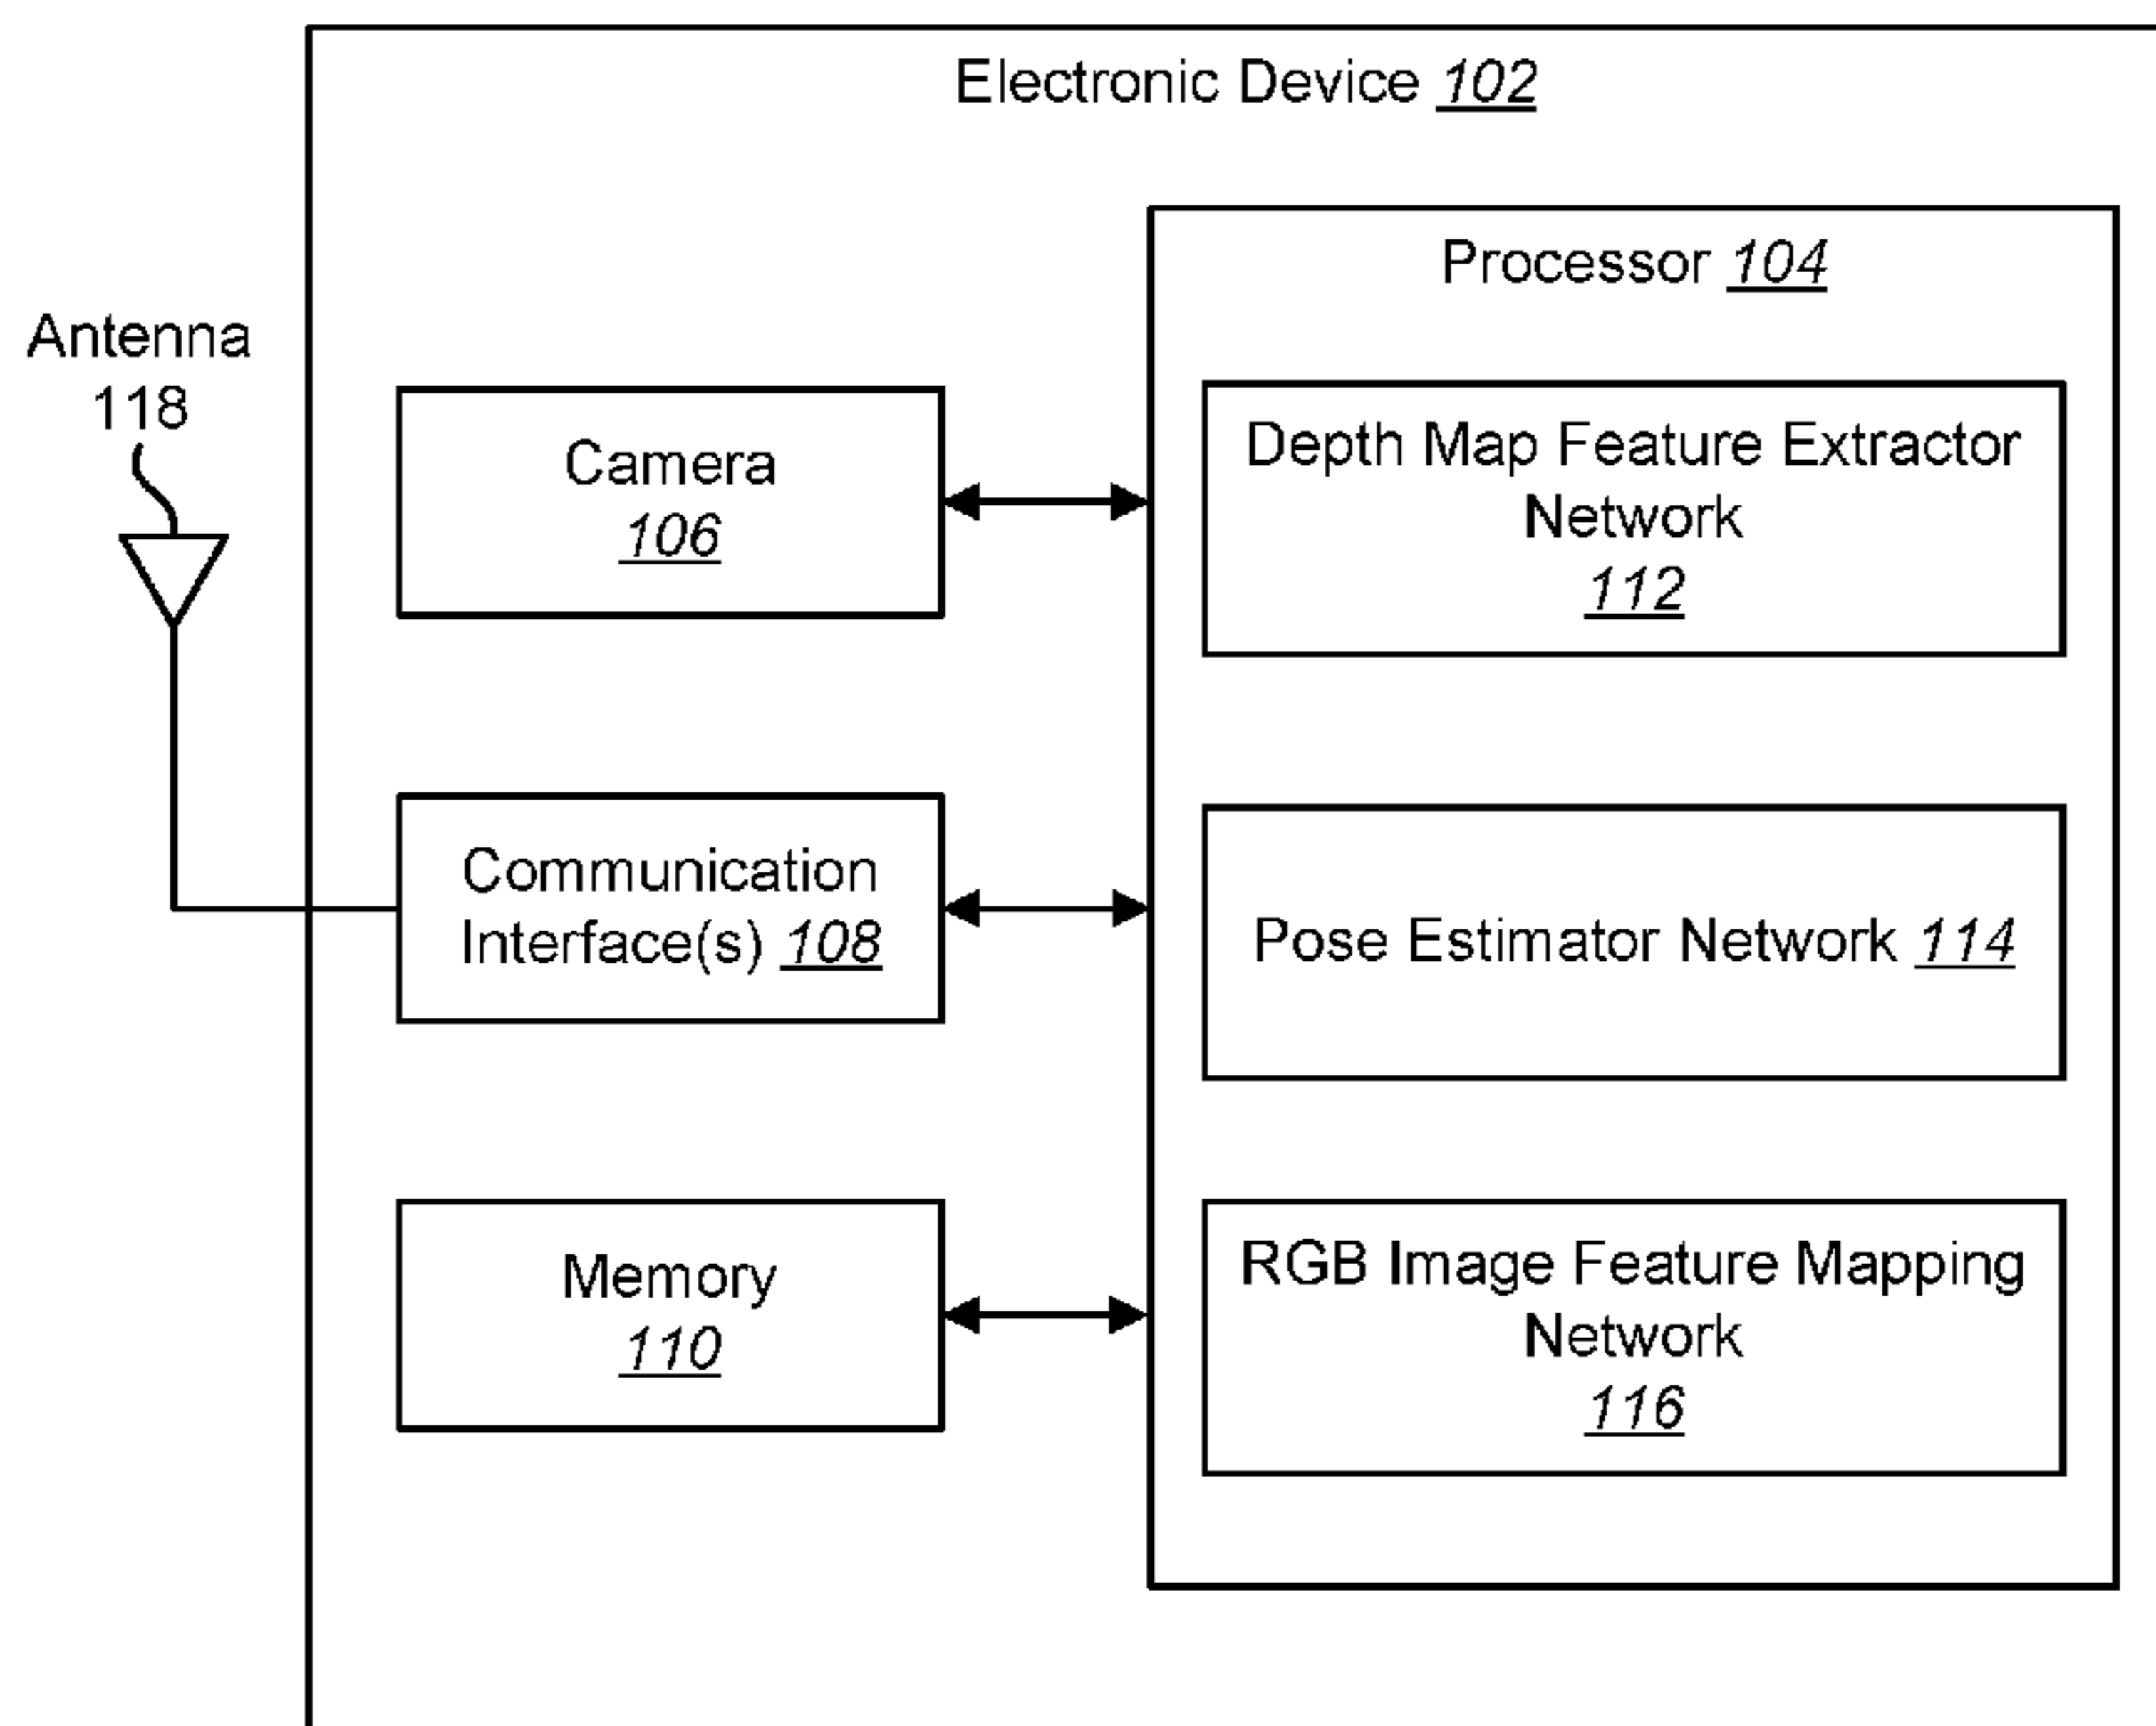 Electronic Device 102
Processor 104
Antenna
118
Camera
106
Depth Map Feature Extractor
Network
112
Communication
Interface(s) 108
Pose Estimator Network 114
Memory
110
RGB Image Feature Mapping
Network
116